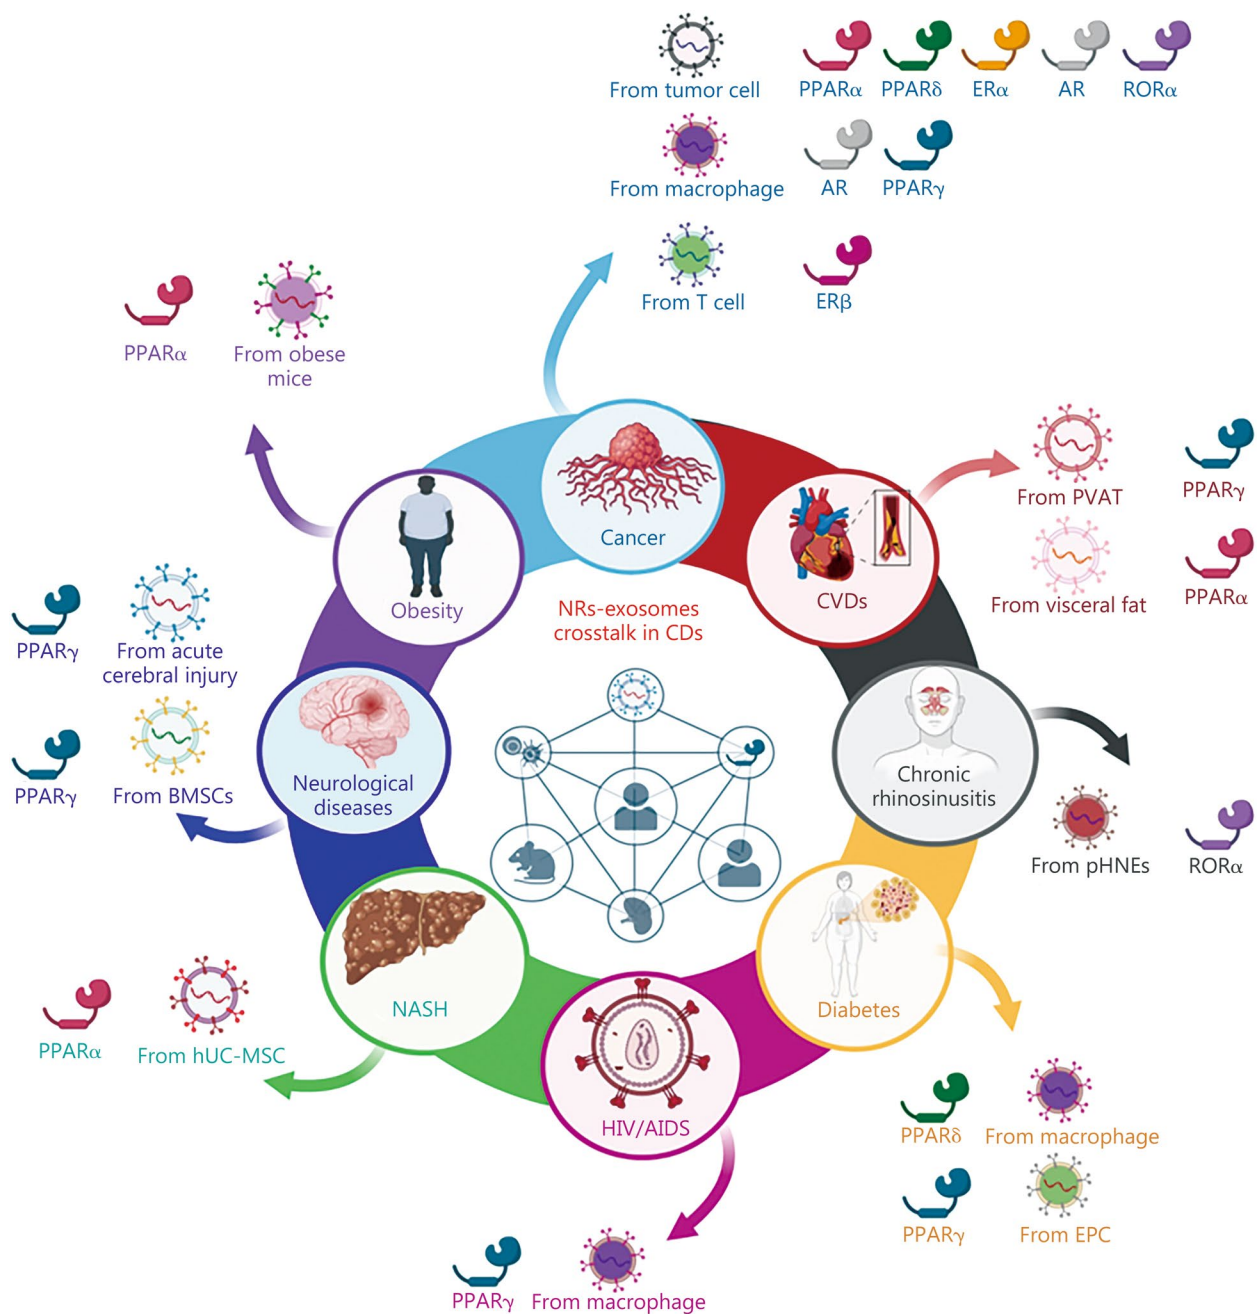 From tumor cell
PPARα
PPARδ
ERα
AR
RORα
From macrophage
AR
PPARγ
From T cell
ERβ
PPARα
From obese
mice
Cancer
From PVAT
PPARγ
From visceral fat
PPARα
CVDs
Obesity
NRs-exosomes
crosstalk in CDs
PPARγ
From acute
cerebral injury
PPARγ
From BMSCs
Neurological
diseases
Chronic
rhinosinusitis
From pHNEs
RORα
NASH
Diabetes
PPARα
From hUC-MSC
HIV/AIDS
PPARδ
From macrophage
PPARγ
From EPC
PPARγ
From macrophage